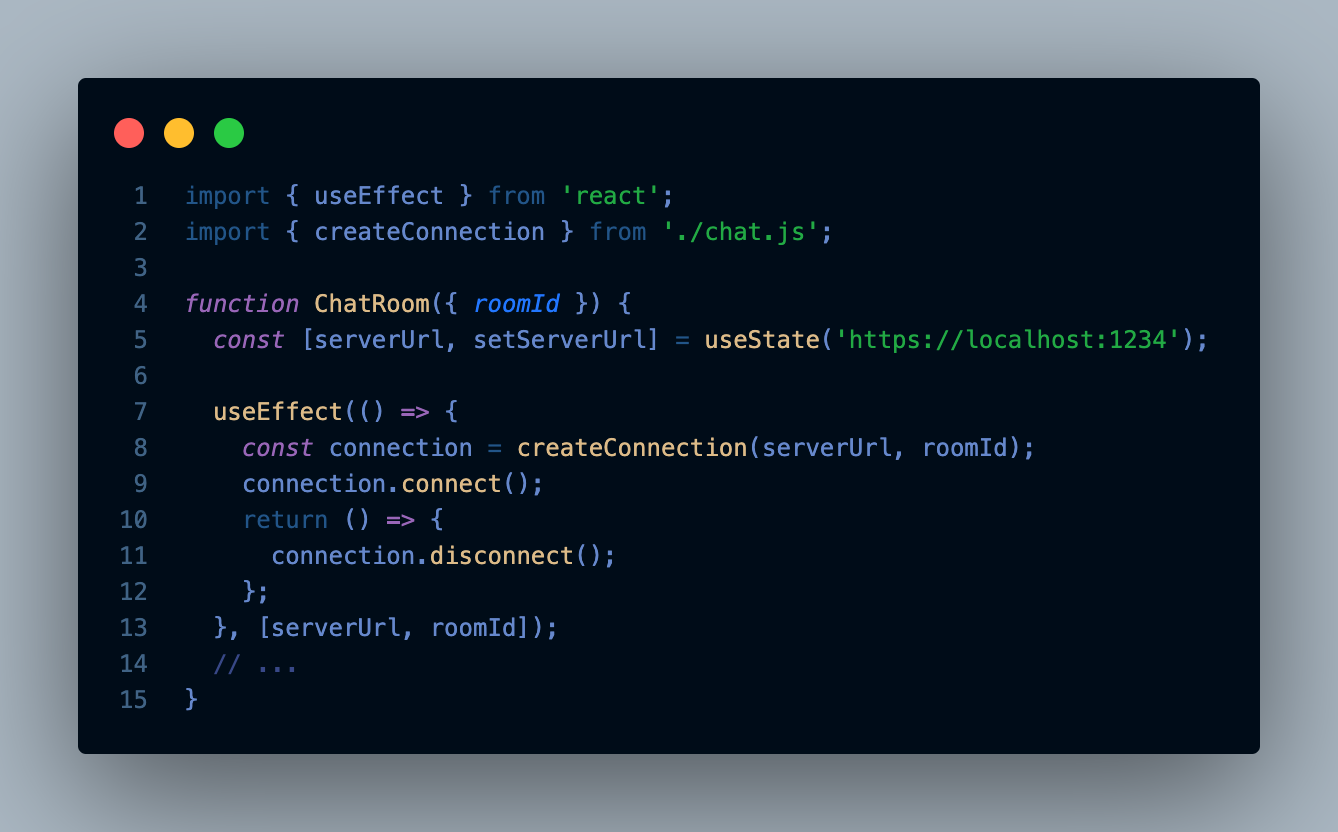 1 import { useEffect } from 'react';
2 import { createConnection } from './chat.js';
3
4 function ChatRoom({ roomId }) {
5   const [serverUrl, setServerUrl] = useState('https://localhost:1234');
6
7   useEffect(() => {
8     const connection = createConnection(serverUrl, roomId);
9     connection.connect();
10     return () => {
11       connection.disconnect();
12     };
13   }, [serverUrl, roomId]);
14   // ...
15 }